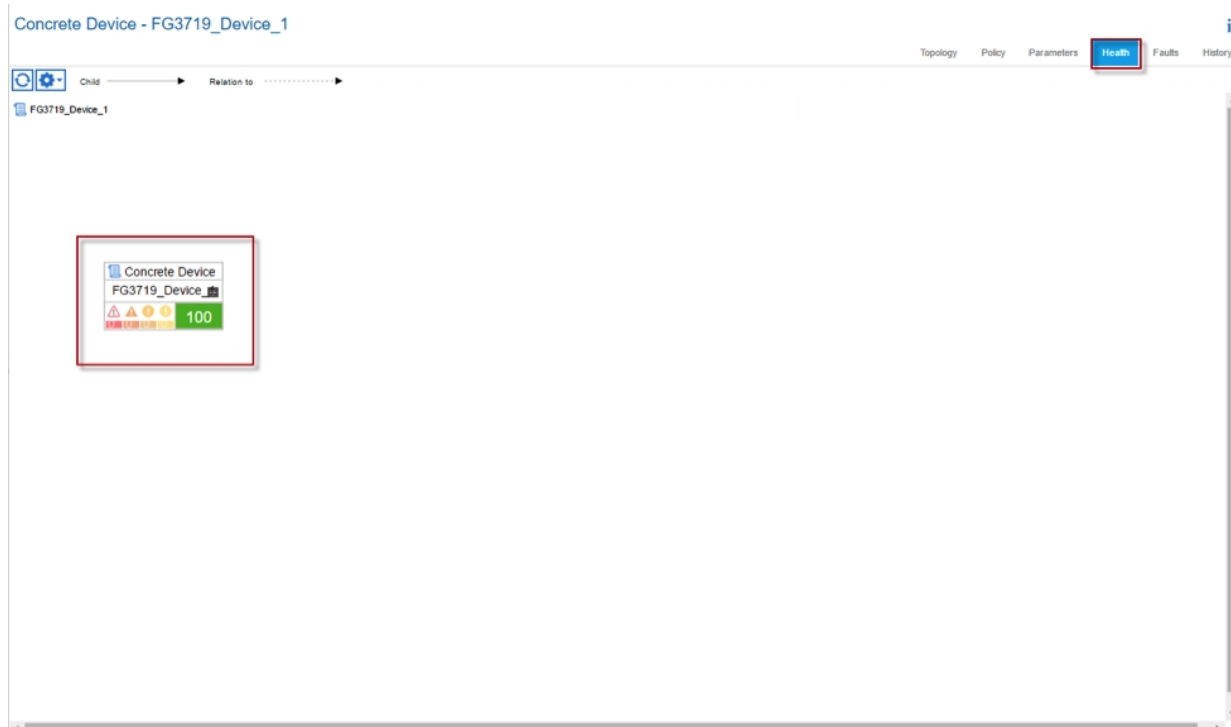 Concrete Device - FG3719_Device_1
i
Topology Policy Parameters Health Faults History
Child Relation to
FG3719_Device_1
Concrete Device
FG3719_Device_
100